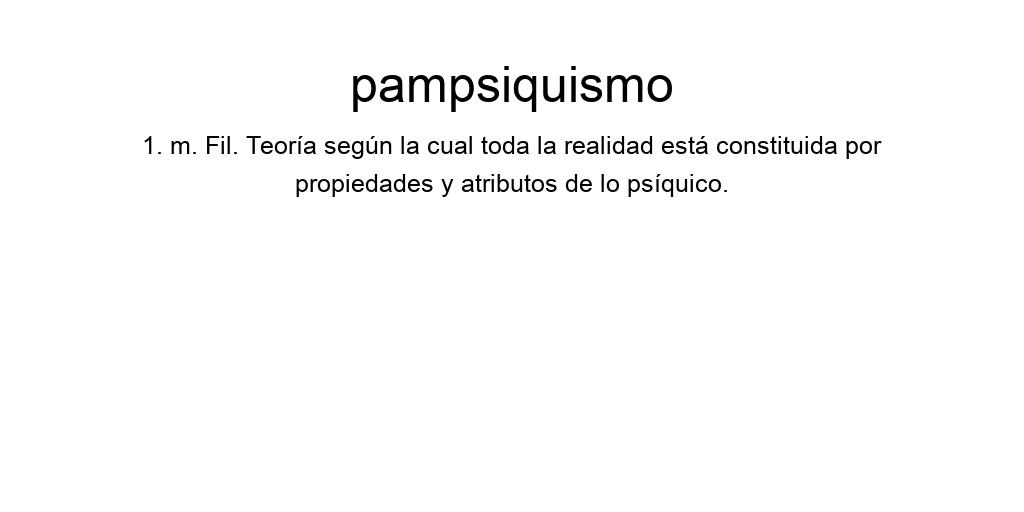 pampsiquismo
1. m. Fil. Teoría según la cual toda la realidad está constituida por
propiedades y atributos de lo psíquico.